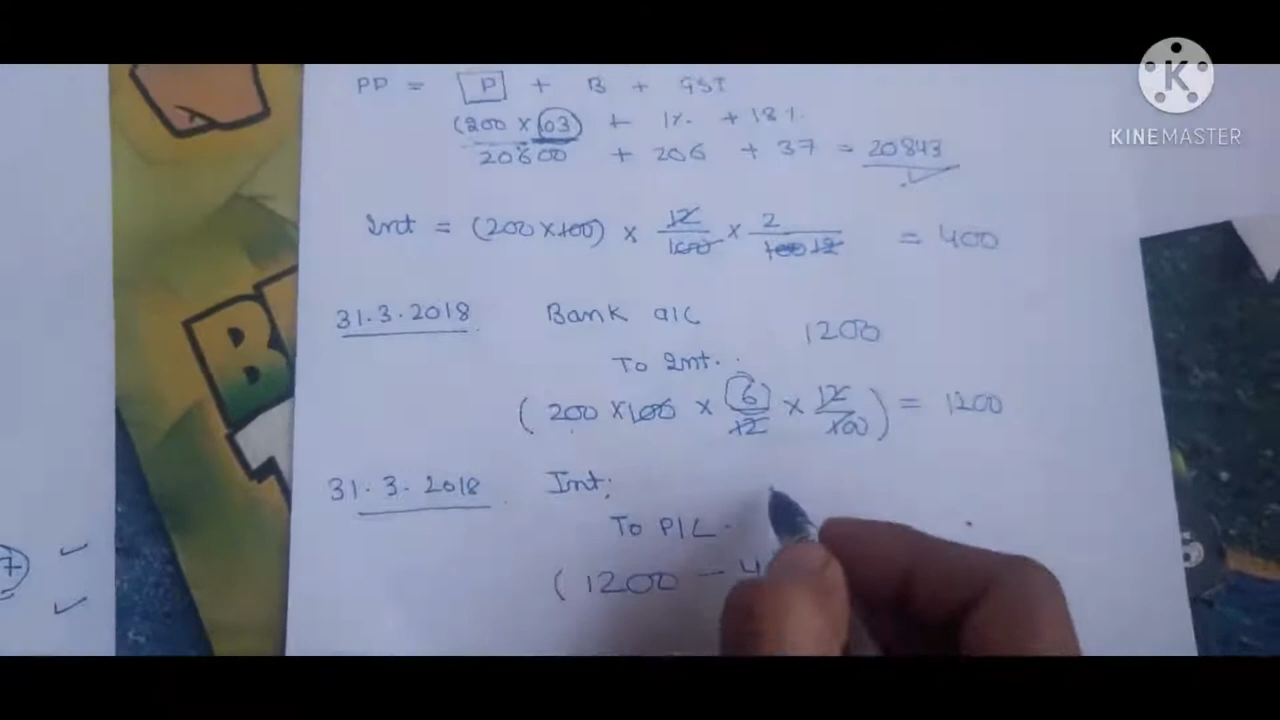 PP = P + B + GST
(200 × 103) + 1%. + 18%.
20600 + 206 + 37 = 20843
Int = (200 × 100) × 12/100 × 2/12 = 400
31.3.2018 Bank a/c 1200
To Int.
(200 × 100 × 6/12 × 12/100) = 1200
31.3.2018 Int;
To P/L.
(1200 - 4
K
KINEMASTER